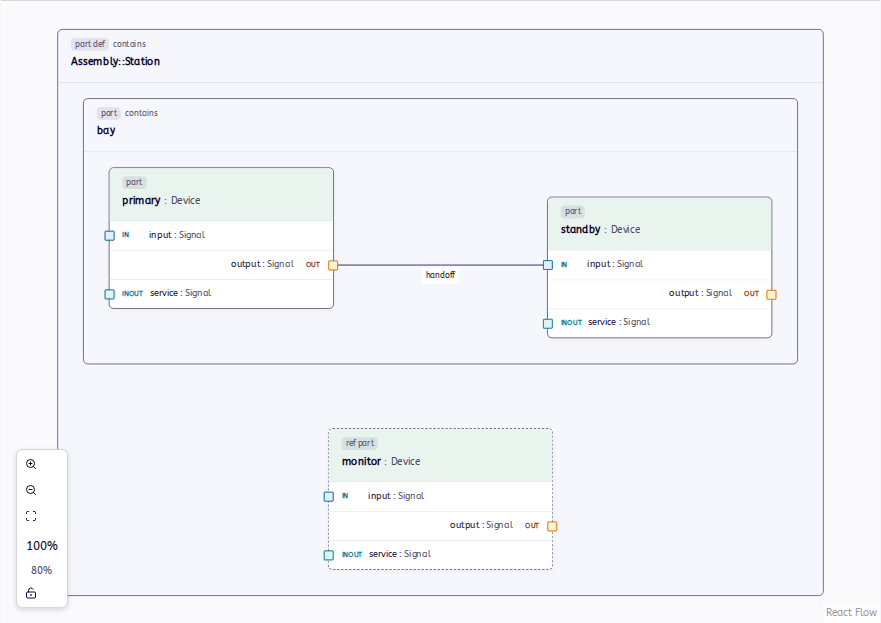 part def contains
Assembly::Station
part contains
bay
part
primary : Device
IN input : Signal
output : Signal OUT
INOUT service : Signal
handoff
part
standby : Device
IN input : Signal
output : Signal OUT
INOUT service : Signal
ref part
monitor : Device
IN input : Signal
output : Signal OUT
INOUT service : Signal
100%
80%
React Flow